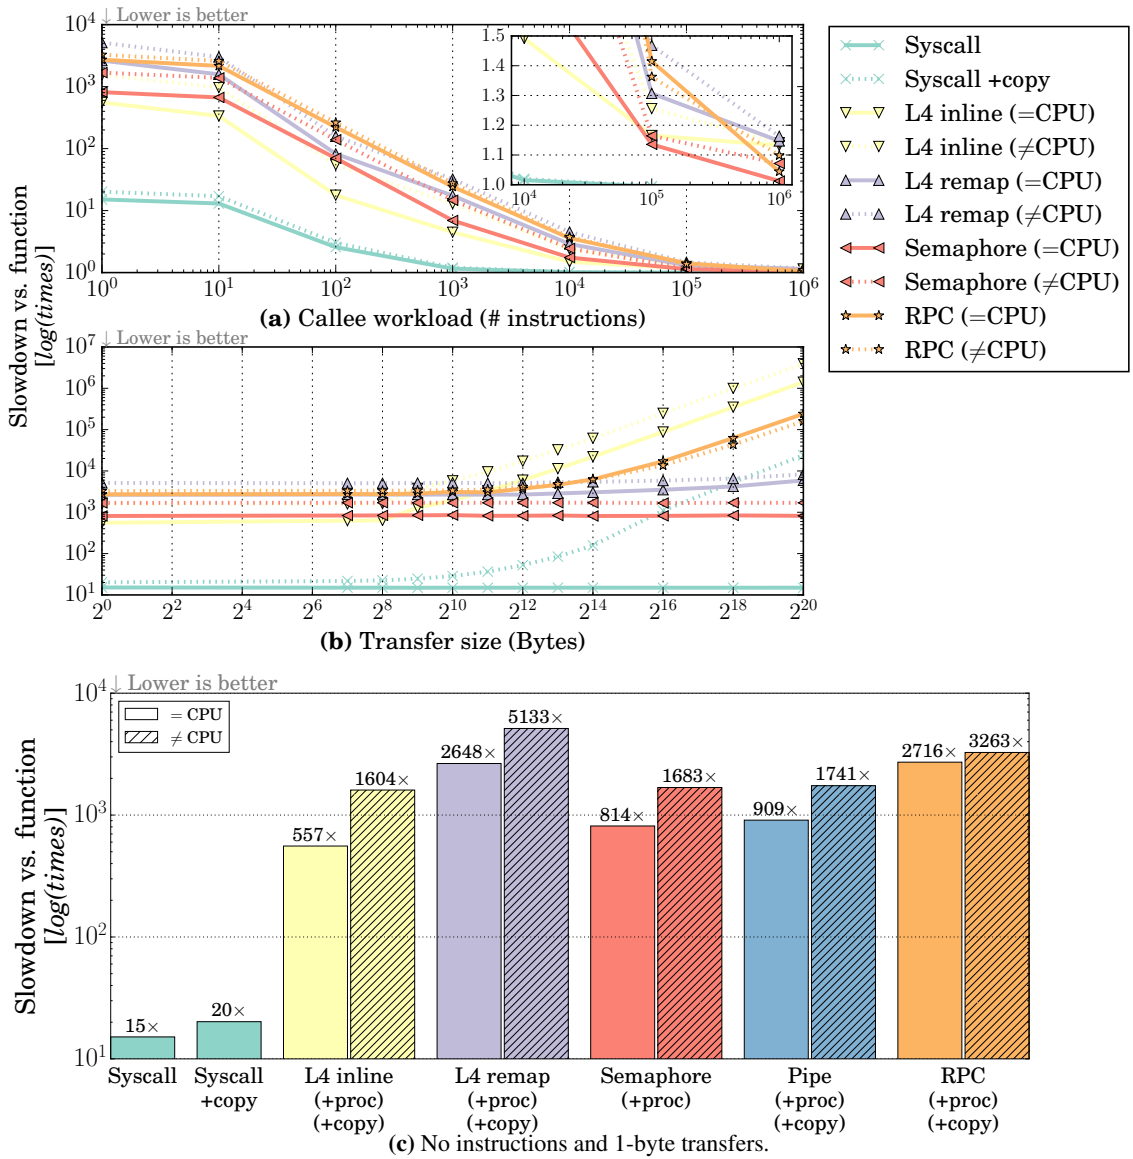 ↓ Lower is better
Slowdown vs. function
[log(times)]
10^4
10^3
10^2
10^1
10^0
1.5
1.4
1.3
1.2
1.1
1.0
10^4 10^5 10^6
10^0 10^1 10^2 10^3 10^4 10^5 10^6
(a) Callee workload (# instructions)
Syscall
Syscall +copy
L4 inline (=CPU)
L4 inline (≠CPU)
L4 remap (=CPU)
L4 remap (≠CPU)
Semaphore (=CPU)
Semaphore (≠CPU)
RPC (=CPU)
RPC (≠CPU)
↓ Lower is better
10^7
10^6
10^5
10^4
10^3
10^2
10^1
2^0 2^2 2^4 2^6 2^8 2^10 2^12 2^14 2^16 2^18 2^20
(b) Transfer size (Bytes)
↓ Lower is better
Slowdown vs. function
[log(times)]
10^4
10^3
10^2
10^1
= CPU
≠ CPU
15× 20× 557× 1604× 2648× 5133× 814× 1683× 909× 1741× 2716× 3263×
Syscall Syscall L4 inline L4 remap Semaphore Pipe RPC
+copy (+proc) (+proc) (+proc) (+proc) (+proc)
(+copy) (+copy) (+copy) (+copy)
(c) No instructions and 1-byte transfers.